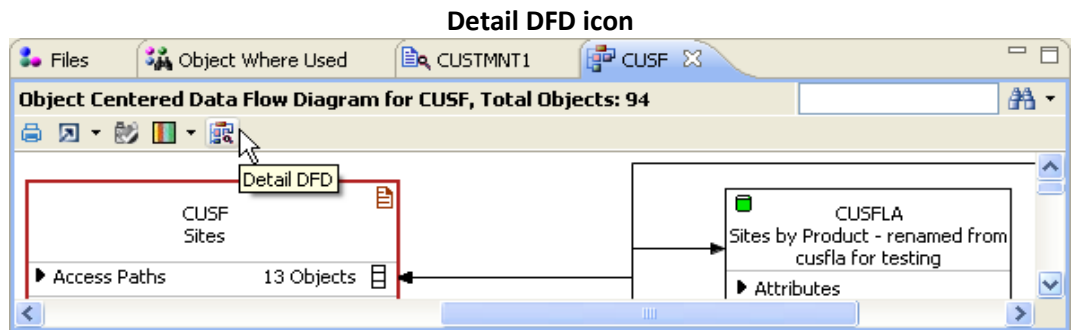 Detail DFD icon
Files Object Where Used CUSTMNT1 CUSF
Object Centered Data Flow Diagram for CUSF, Total Objects: 94
Detail DFD
CUSF
Sites
Access Paths 13 Objects
CUSFLA
Sites by Product - renamed from
cusfla for testing
Attributes